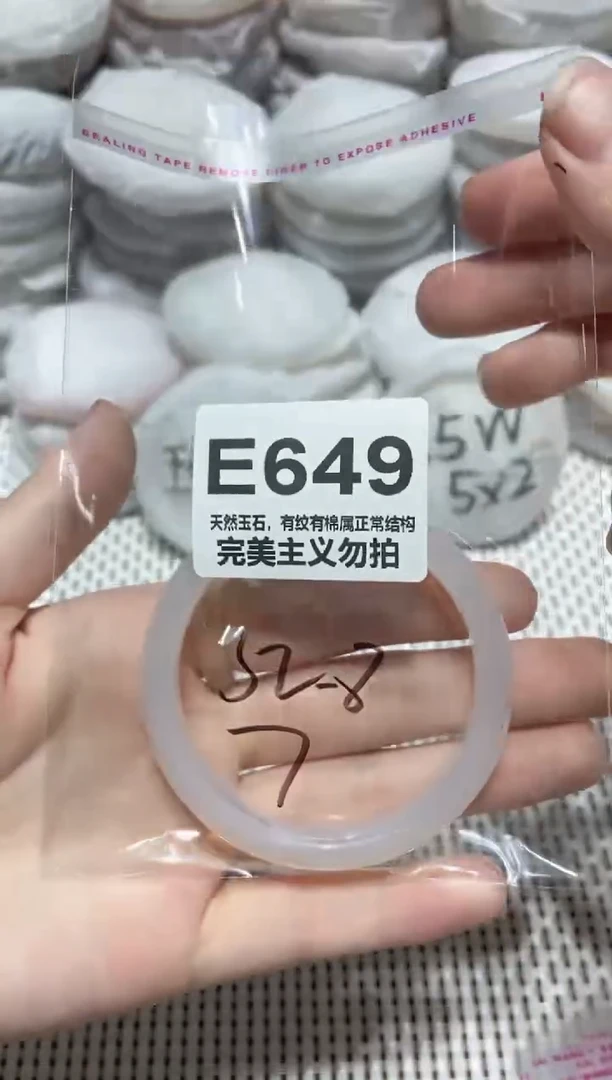 SEALING TAPE REMOVE LINER TO EXPOSE ADHESIVE
E649
天然玉石，有纹有棉属正常结构
完美主义勿拍
5W
5x2
52-8
7